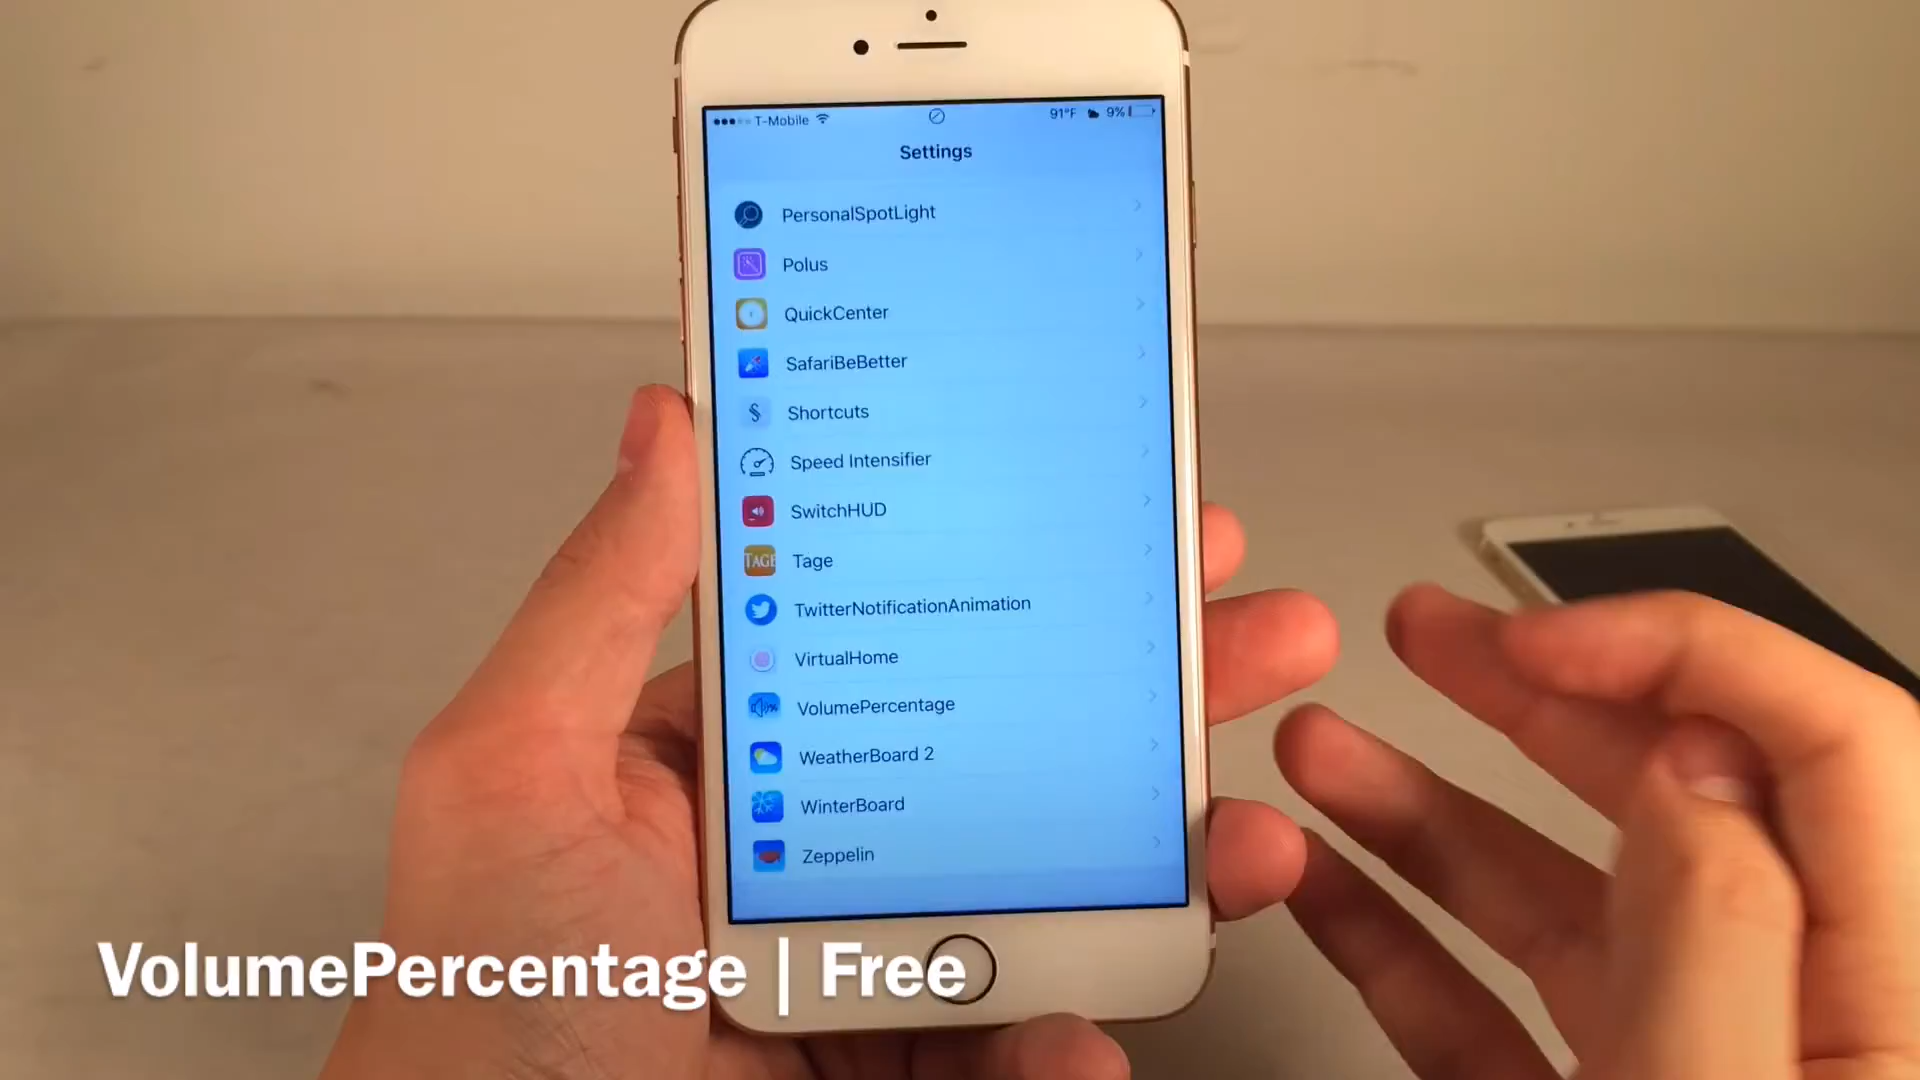 T-Mobile 91°F 9%
Settings
PersonalSpotLight
Polus
QuickCenter
SafariBeBetter
Shortcuts
Speed Intensifier
SwitchHUD
TAGE Tage
TwitterNotificationAnimation
VirtualHome
VolumePercentage
WeatherBoard 2
WinterBoard
Zeppelin
VolumePercentage | Free